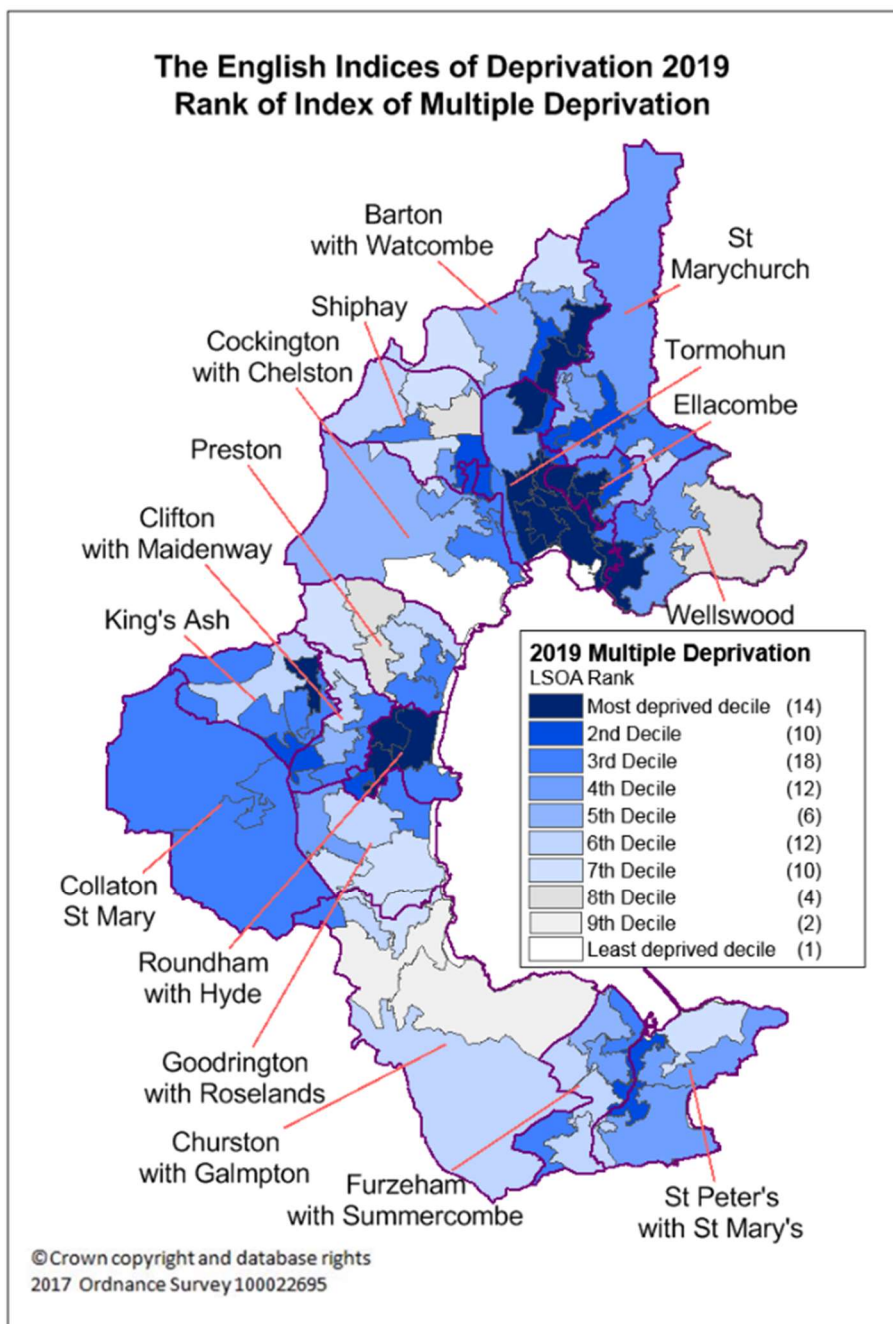 The English Indices of Deprivation 2019
Rank of Index of Multiple Deprivation
Barton
with Watcombe
St
Marychurch
Shiphay
Cockington
with Chelston
Tormohun
Ellacombe
Preston
Clifton
with Maidenway
King's Ash
Wellswood
2019 Multiple Deprivation
LSOA Rank
Most deprived decile (14)
2nd Decile (10)
3rd Decile (18)
4th Decile (12)
5th Decile (6)
6th Decile (12)
7th Decile (10)
8th Decile (4)
9th Decile (2)
Least deprived decile (1)
Collaton
St Mary
Roundham
with Hyde
Goodrington
with Roselands
Churston
with Galmpton
Furzeham
with Summercombe
St Peter's
with St Mary's
©Crown copyright and database rights
2017 Ordnance Survey 100022695